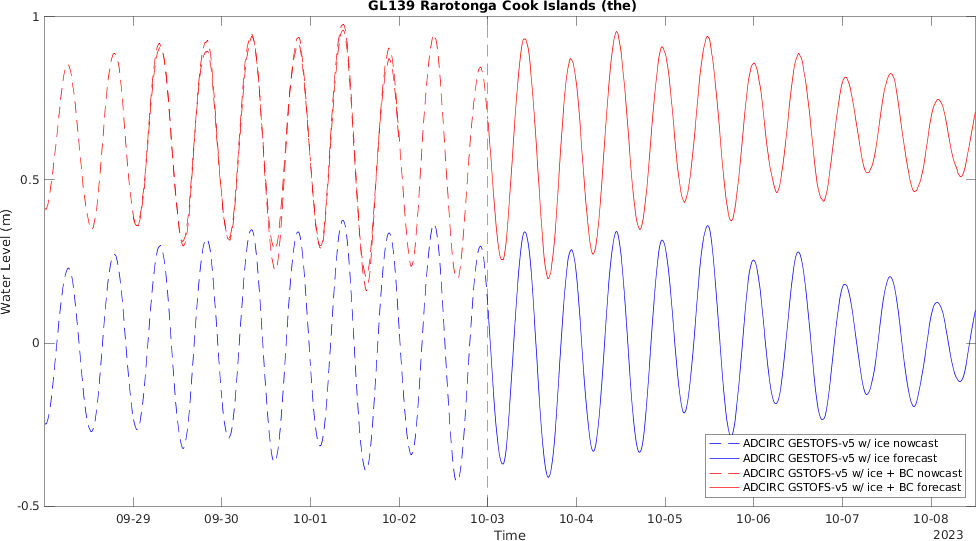 GL139 Rarotonga Cook Islands (the)
1
0.5
0
-0.5
Water Level (m)
09-29 09-30 10-01 10-02 10-03 10-04 10-05 10-06 10-07 10-08
Time
2023
ADCIRC GESTOFS-v5 w/ ice nowcast
ADCIRC GESTOFS-v5 w/ ice forecast
ADCIRC GSTOFS-v5 w/ ice + BC nowcast
ADCIRC GSTOFS-v5 w/ ice + BC forecast